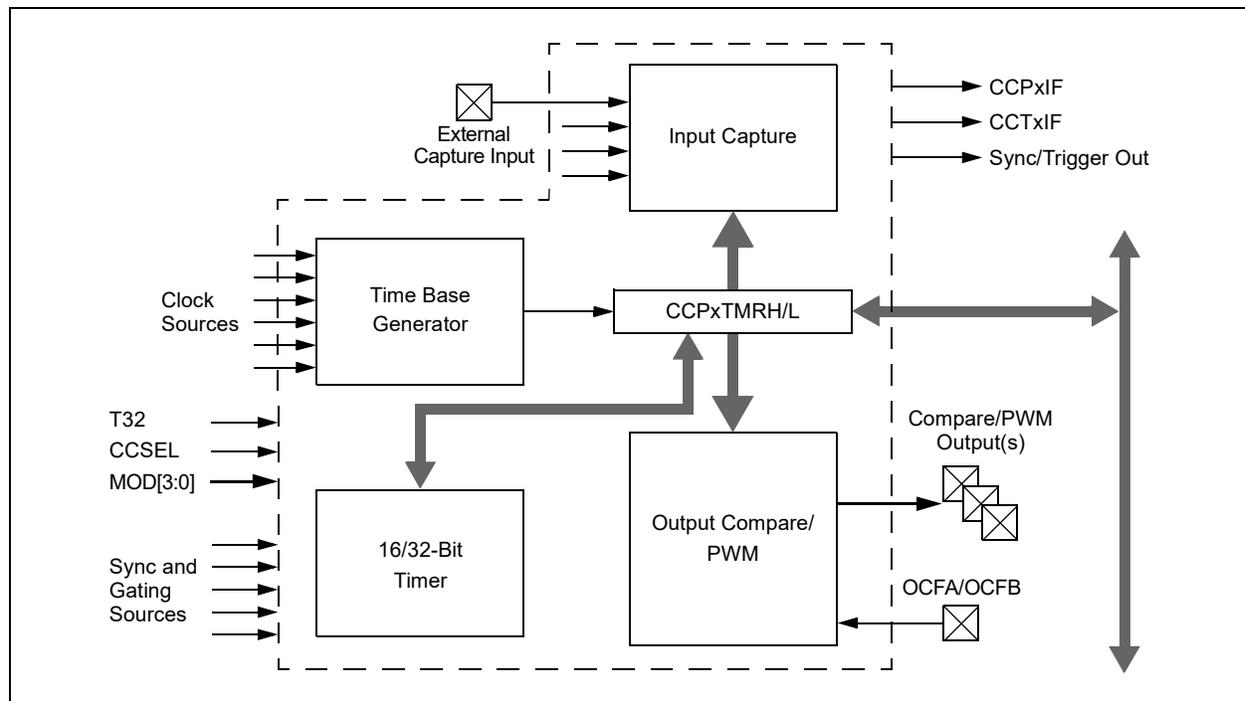 CCPxIF
External
Capture Input
Input Capture
CCTxIF
Sync/Trigger Out
Clock
Sources
Time Base
Generator
CCPxTMRH/L
T32
CCSEL
MOD[3:0]
Compare/PWM
Output(s)
Sync and
Gating
Sources
16/32-Bit
Timer
Output Compare/
PWM
OCFA/OCFB